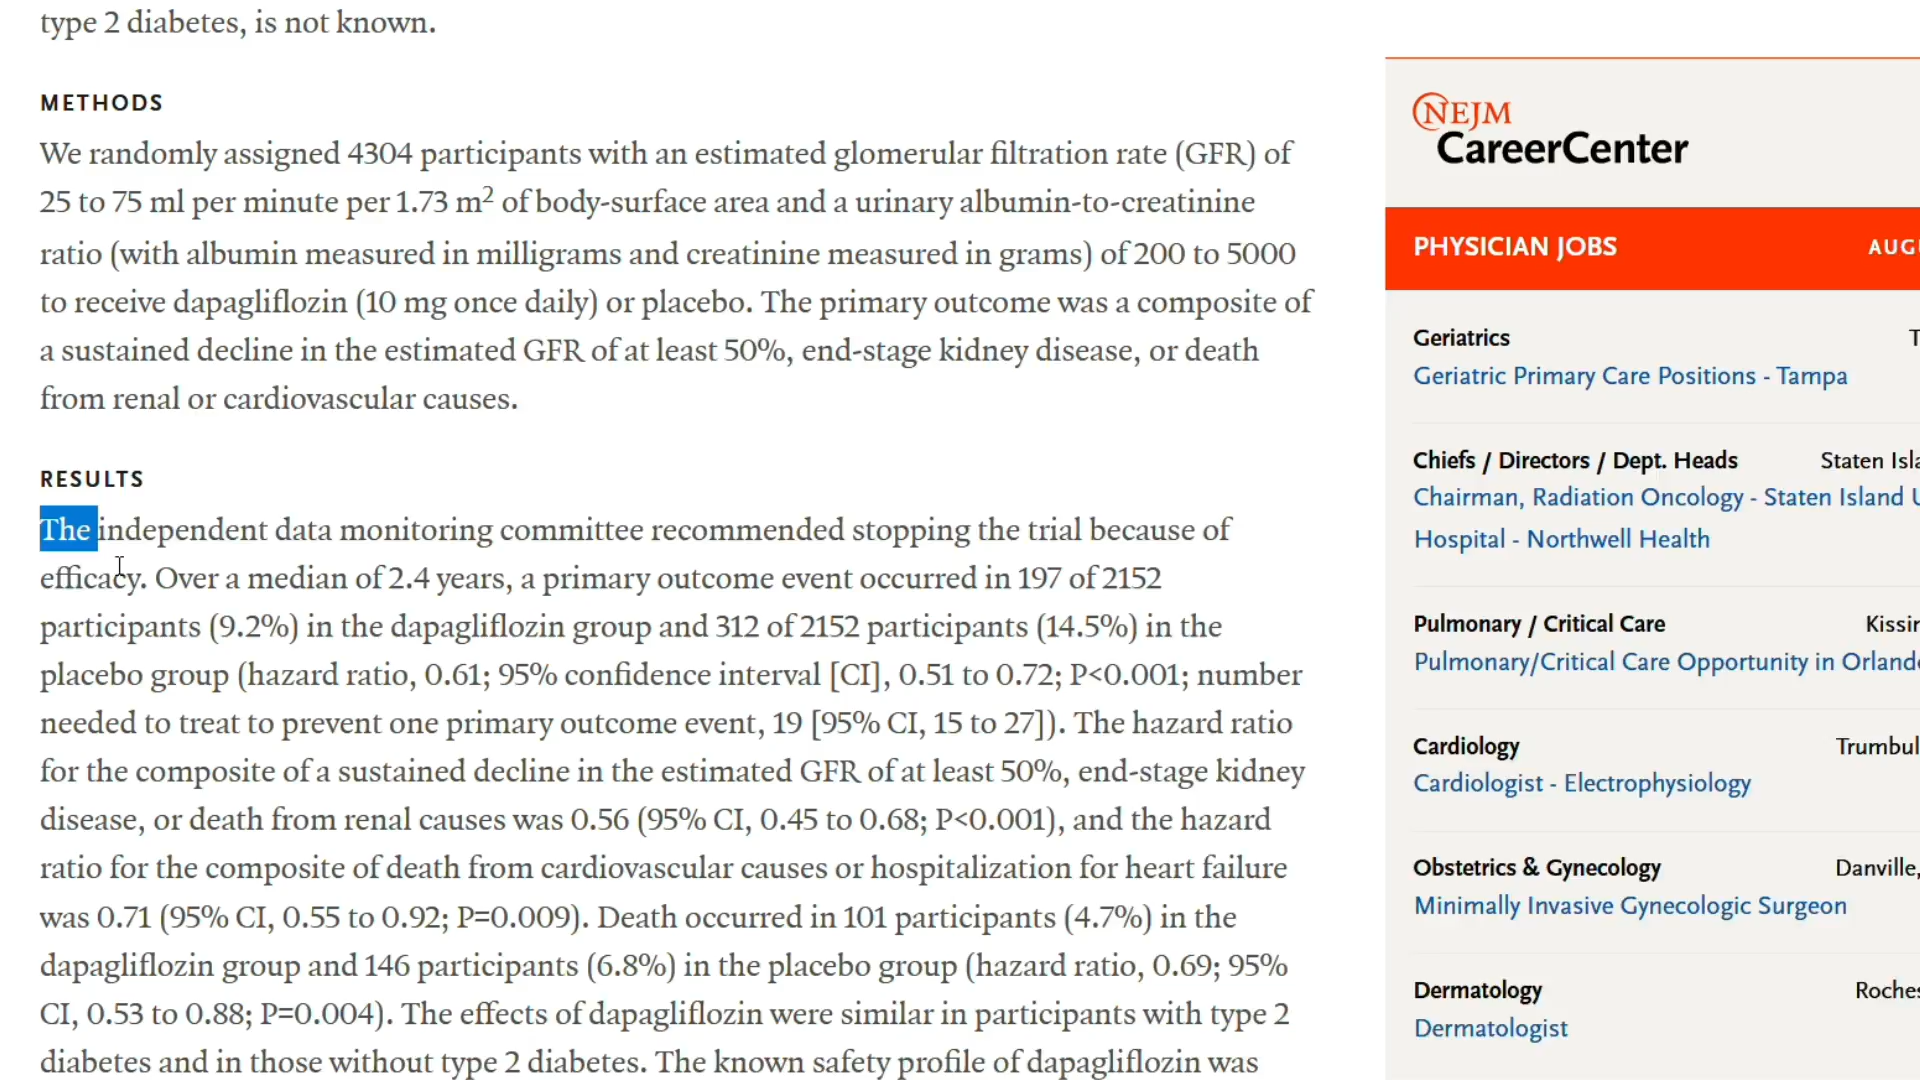 type 2 diabetes, is not known.
METHODS
We randomly assigned 4304 participants with an estimated glomerular filtration rate (GFR) of
25 to 75 ml per minute per 1.73 m² of body-surface area and a urinary albumin-to-creatinine
ratio (with albumin measured in milligrams and creatinine measured in grams) of 200 to 5000
to receive dapagliflozin (10 mg once daily) or placebo. The primary outcome was a composite of
a sustained decline in the estimated GFR of at least 50%, end-stage kidney disease, or death
from renal or cardiovascular causes.
RESULTS
The independent data monitoring committee recommended stopping the trial because of
efficacy. Over a median of 2.4 years, a primary outcome event occurred in 197 of 2152
participants (9.2%) in the dapagliflozin group and 312 of 2152 participants (14.5%) in the
placebo group (hazard ratio, 0.61; 95% confidence interval [CI], 0.51 to 0.72; P<0.001; number
needed to treat to prevent one primary outcome event, 19 [95% CI, 15 to 27]). The hazard ratio
for the composite of a sustained decline in the estimated GFR of at least 50%, end-stage kidney
disease, or death from renal causes was 0.56 (95% CI, 0.45 to 0.68; P<0.001), and the hazard
ratio for the composite of death from cardiovascular causes or hospitalization for heart failure
was 0.71 (95% CI, 0.55 to 0.92; P=0.009). Death occurred in 101 participants (4.7%) in the
dapagliflozin group and 146 participants (6.8%) in the placebo group (hazard ratio, 0.69; 95%
CI, 0.53 to 0.88; P=0.004). The effects of dapagliflozin were similar in participants with type 2
diabetes and in those without type 2 diabetes. The known safety profile of dapagliflozin was
NEJM
CareerCenter
PHYSICIAN JOBS AUGU
Geriatrics T
Geriatric Primary Care Positions - Tampa
Chiefs / Directors / Dept. Heads Staten Isla
Chairman, Radiation Oncology - Staten Island U
Hospital - Northwell Health
Pulmonary / Critical Care Kissim
Pulmonary/Critical Care Opportunity in Orlando
Cardiology Trumbul
Cardiologist - Electrophysiology
Obstetrics & Gynecology Danville,
Minimally Invasive Gynecologic Surgeon
Dermatology Roches
Dermatologist